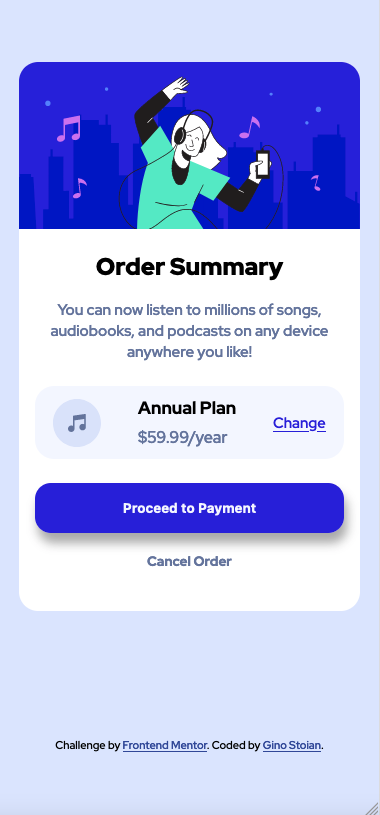 Order Summary
You can now listen to millions of songs,
audiobooks, and podcasts on any device
anywhere you like!
Annual Plan
$59.99/year
Change
Proceed to Payment
Cancel Order
Challenge by Frontend Mentor. Coded by Gino Stoian.